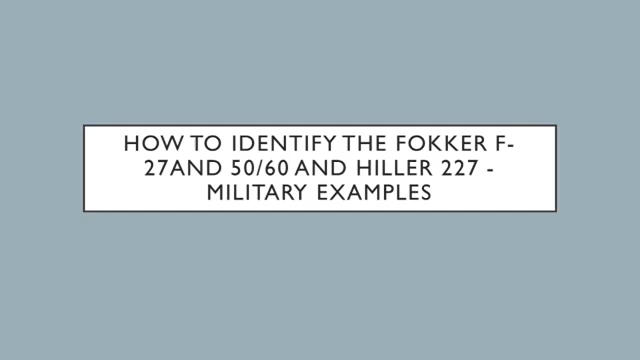 HOW TO IDENTIFY THE FOKKER F-
27AND 50/60 AND HILLER 227 -
MILITARY EXAMPLES